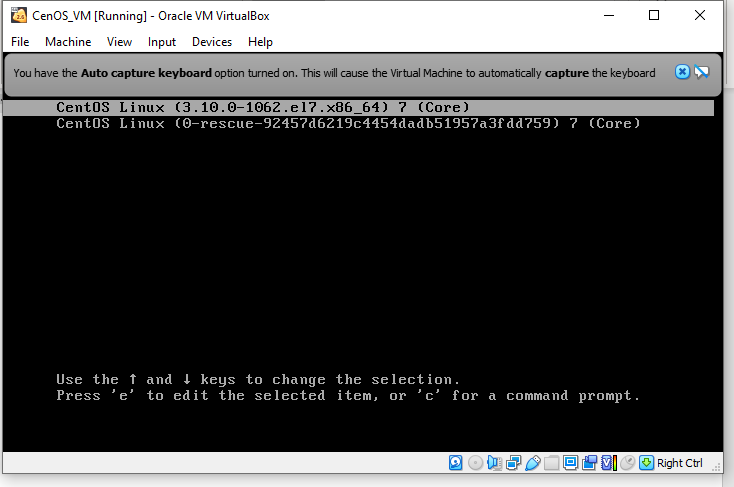 CenOS_VM [Running] - Oracle VM VirtualBox
File Machine View Input Devices Help
You have the Auto capture keyboard option turned on. This will cause the Virtual Machine to automatically capture the keyboard
CentOS Linux (3.10.0-1062.el7.x86_64) 7 (Core)
CentOS Linux (0-rescue-92457d6219c4454dadb51957a3fdd759) 7 (Core)
Use the ↑ and ↓ keys to change the selection.
Press 'e' to edit the selected item, or 'c' for a command prompt.
Right Ctrl